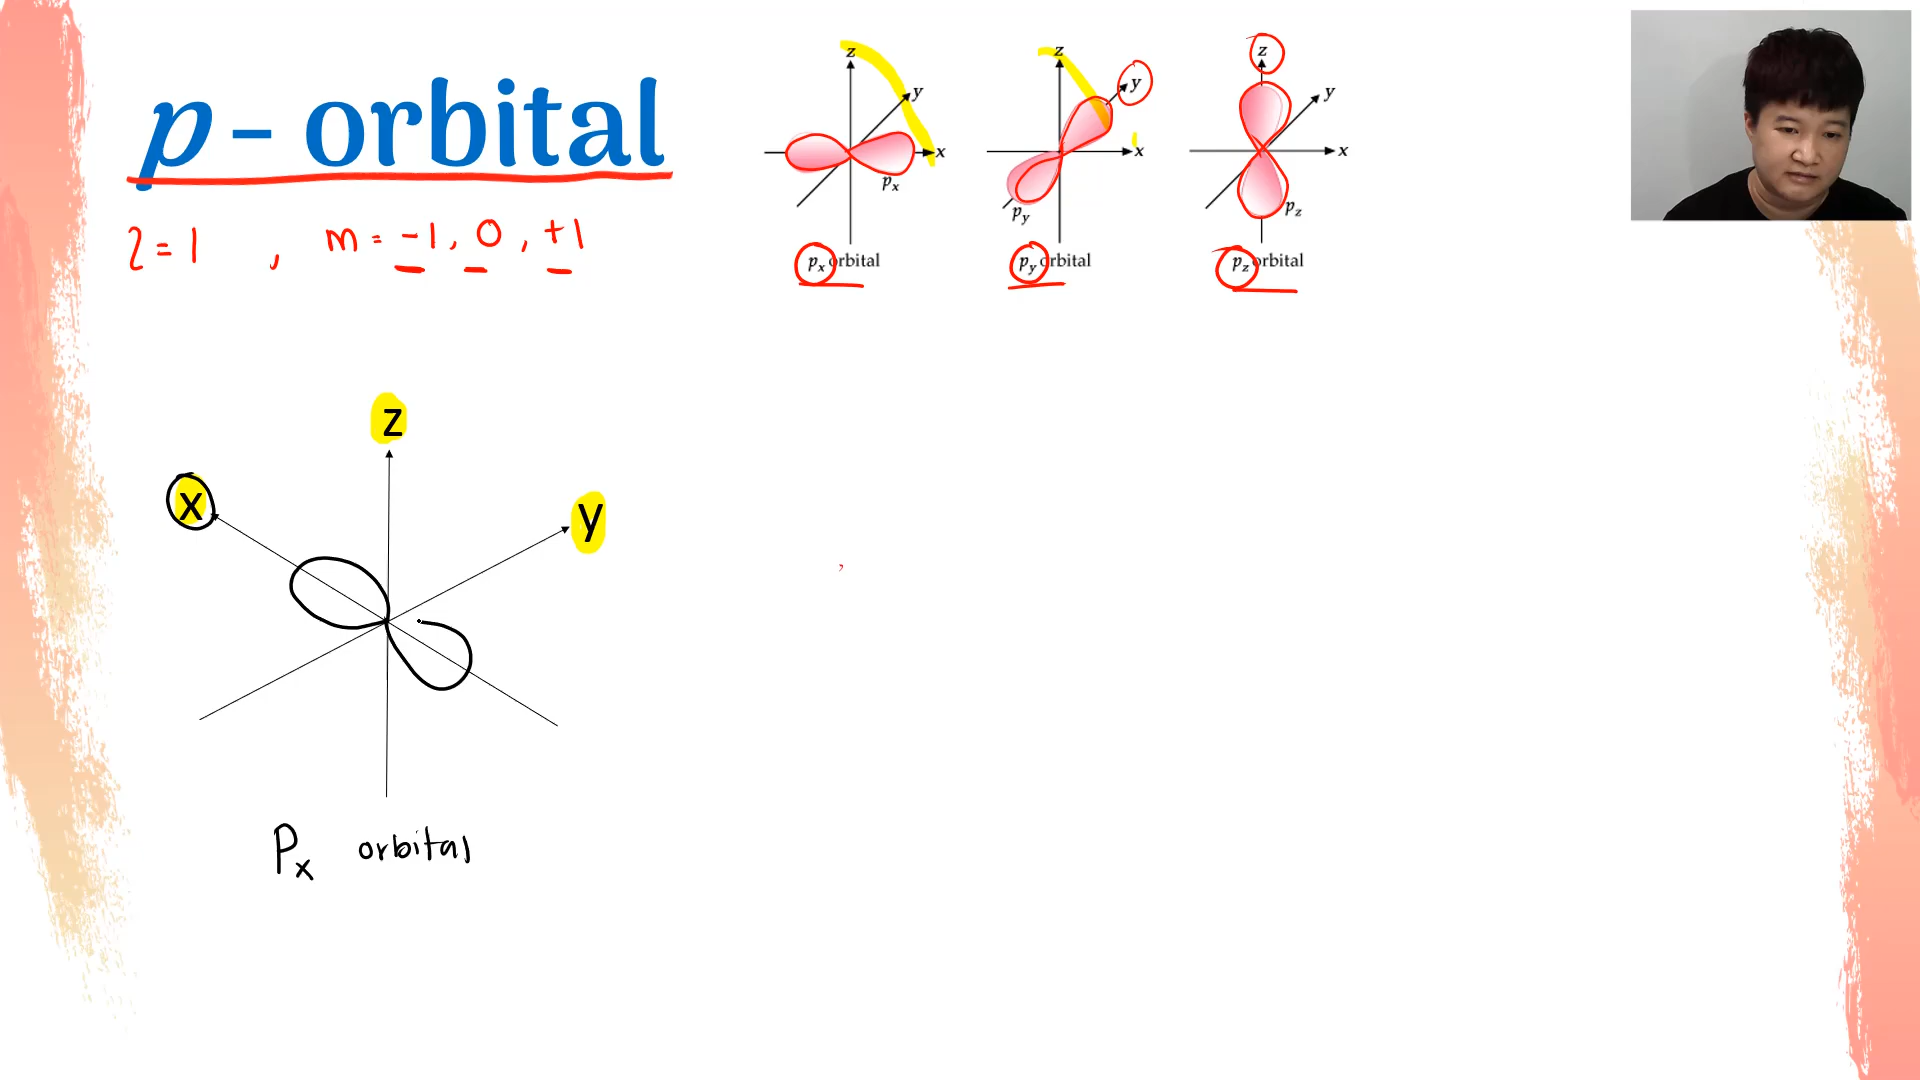 p - orbital
l = 1 , m = -1, 0, +1
z
y
x
px
px orbital
z
y
x
py
py orbital
z
y
x
pz
pz orbital
z
x
y
Px orbital